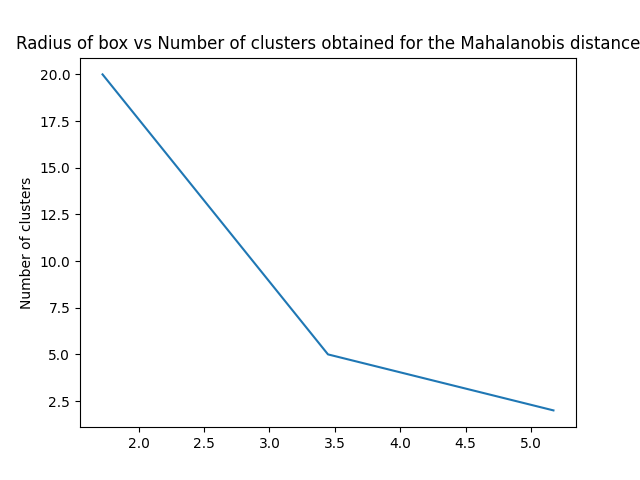 Radius of box vs Number of clusters obtained for the Mahalanobis distance
20.0
17.5
15.0
12.5
10.0
7.5
5.0
2.5
Number of clusters
2.0 2.5 3.0 3.5 4.0 4.5 5.0